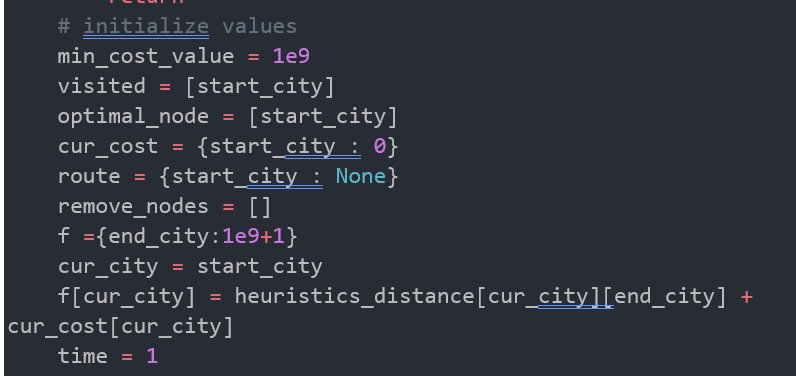 return
# initialize values
min_cost_value = 1e9
visited = [start_city]
optimal_node = [start_city]
cur_cost = {start_city : 0}
route = {start_city : None}
remove_nodes = []
f ={end_city:1e9+1}
cur_city = start_city
f[cur_city] = heuristics_distance[cur_city][end_city] +
cur_cost[cur_city]
time = 1